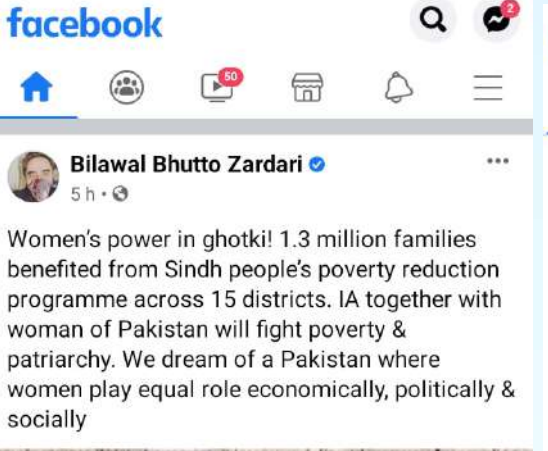 facebook
2
50
Bilawal Bhutto Zardari
5 h
Women's power in ghotki! 1.3 million families
benefited from Sindh people's poverty reduction
programme across 15 districts. IA together with
woman of Pakistan will fight poverty &
patriarchy. We dream of a Pakistan where
women play equal role economically, politically &
socially